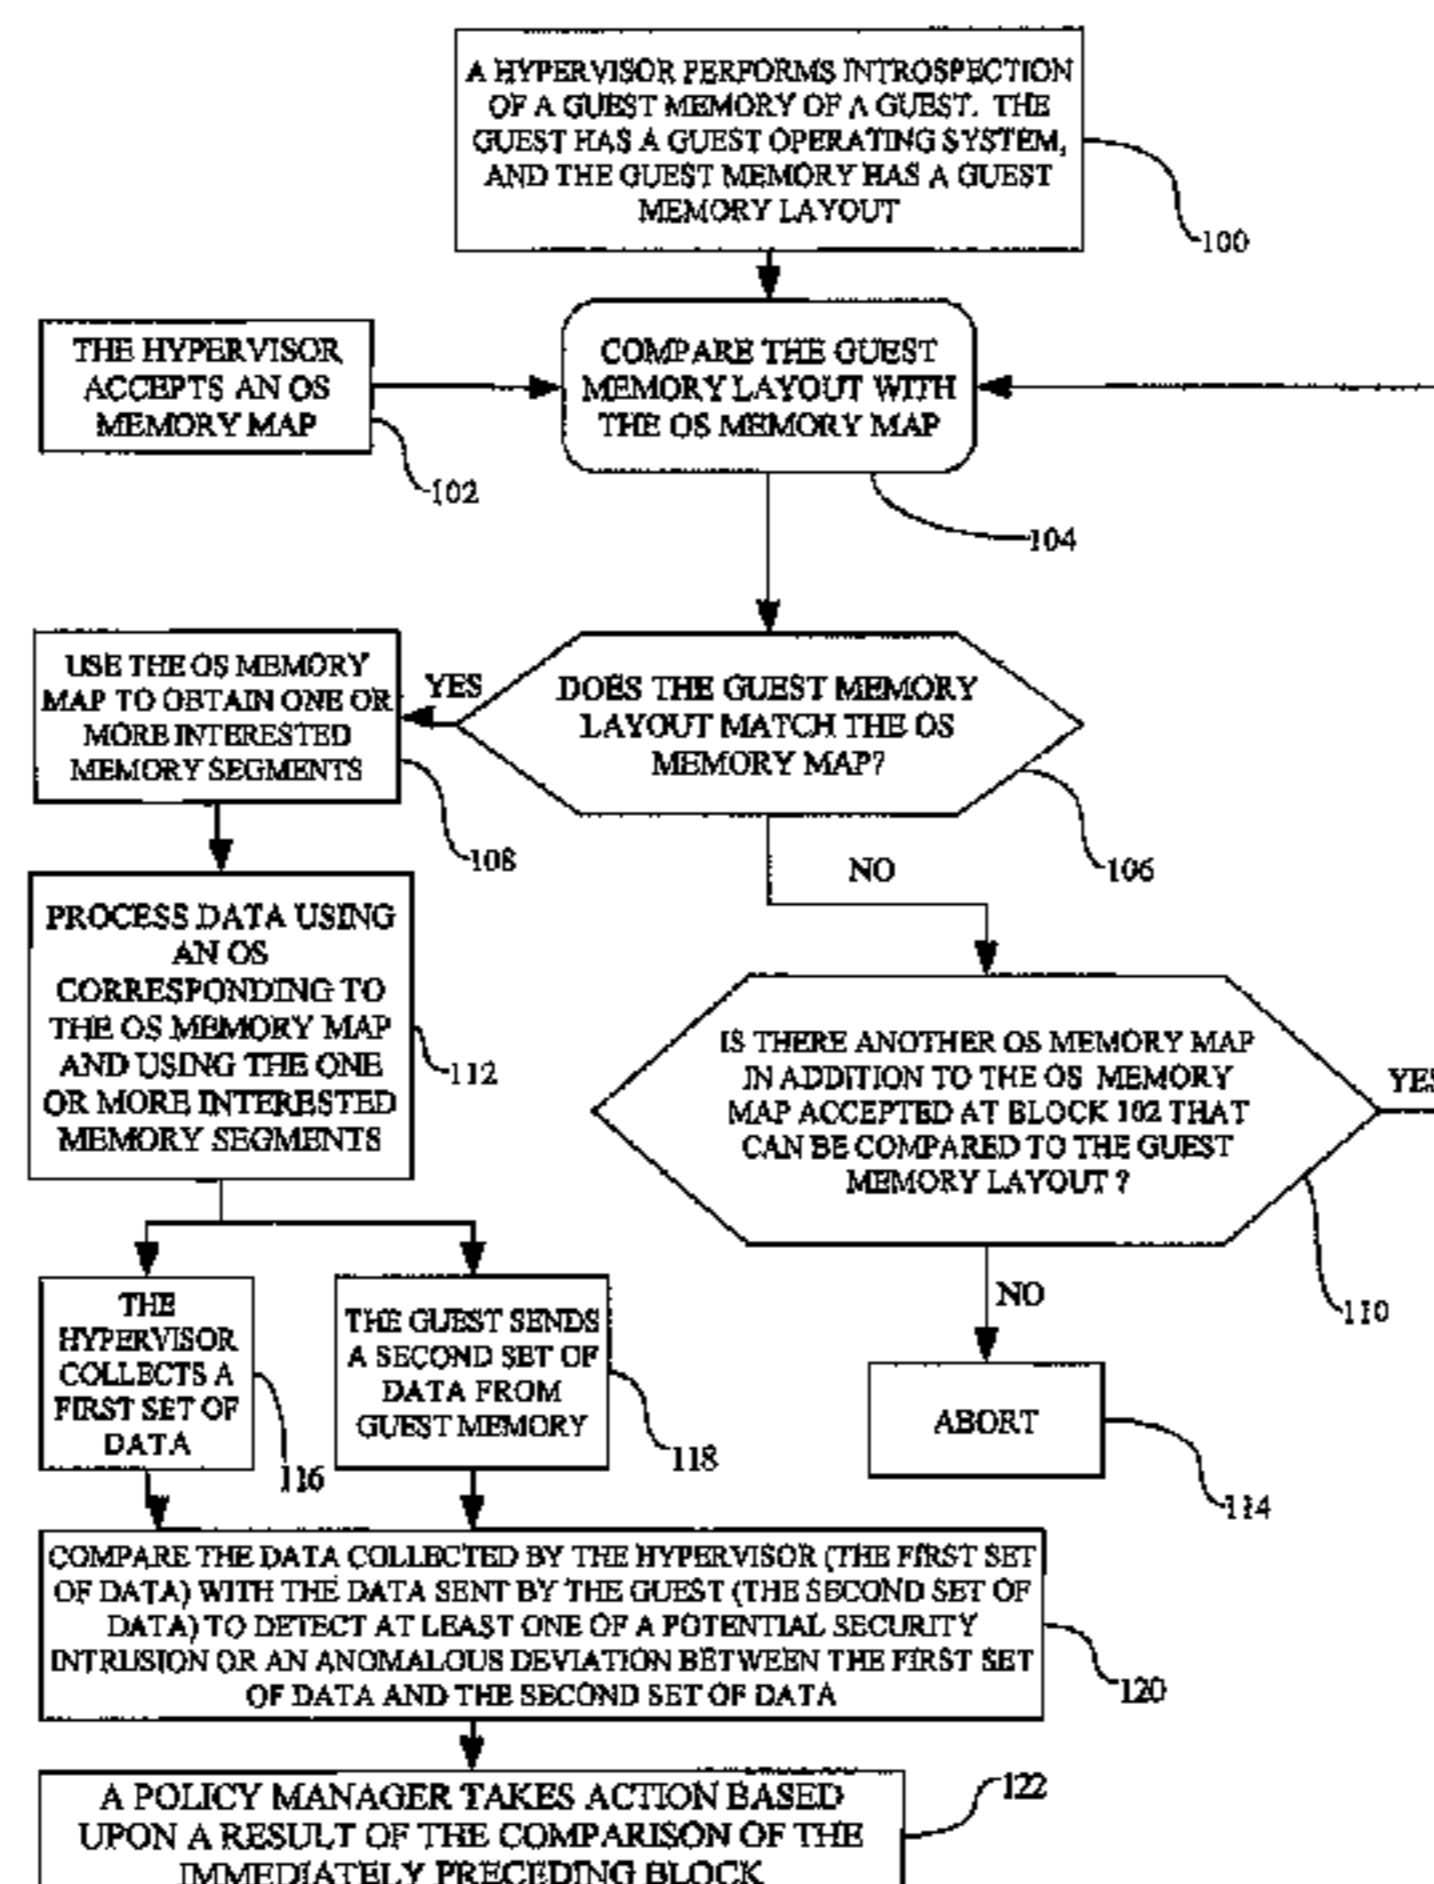 A HYPERVISOR PERFORMS INTROSPECTION
OF A GUEST MEMORY OF A GUEST. THE
GUEST HAS A GUEST OPERATING SYSTEM,
AND THE GUEST MEMORY HAS A GUEST
MEMORY LAYOUT
100
THE HYPERVISOR
ACCEPTS AN OS
MEMORY MAP
102
COMPARE THE GUEST
MEMORY LAYOUT WITH
THE OS MEMORY MAP
104
DOES THE GUEST MEMORY
LAYOUT MATCH THE OS
MEMORY MAP?
106
YES
USE THE OS MEMORY
MAP TO OBTAIN ONE OR
MORE INTERESTED
MEMORY SEGMENTS
108
NO
PROCESS DATA USING
AN OS
CORRESPONDING TO
THE OS MEMORY MAP
AND USING THE ONE
OR MORE INTERESTED
MEMORY SEGMENTS
112
IS THERE ANOTHER OS MEMORY MAP
IN ADDITION TO THE OS MEMORY
MAP ACCEPTED AT BLOCK 102 THAT
CAN BE COMPARED TO THE GUEST
MEMORY LAYOUT ?
YES
110
NO
THE
HYPERVISOR
COLLECTS A
FIRST SET OF
DATA
116
THE GUEST SENDS
A SECOND SET OF
DATA FROM
GUEST MEMORY
118
ABORT
114
COMPARE THE DATA COLLECTED BY THE HYPERVISOR (THE FIRST SET
OF DATA) WITH THE DATA SENT BY THE GUEST (THE SECOND SET OF
DATA) TO DETECT AT LEAST ONE OF A POTENTIAL SECURITY
INTRUSION OR AN ANOMALOUS DEVIATION BETWEEN THE FIRST SET
OF DATA AND THE SECOND SET OF DATA
120
A POLICY MANAGER TAKES ACTION BASED
UPON A RESULT OF THE COMPARISON OF THE
IMMEDIATELY PRECEDING BLOCK
122